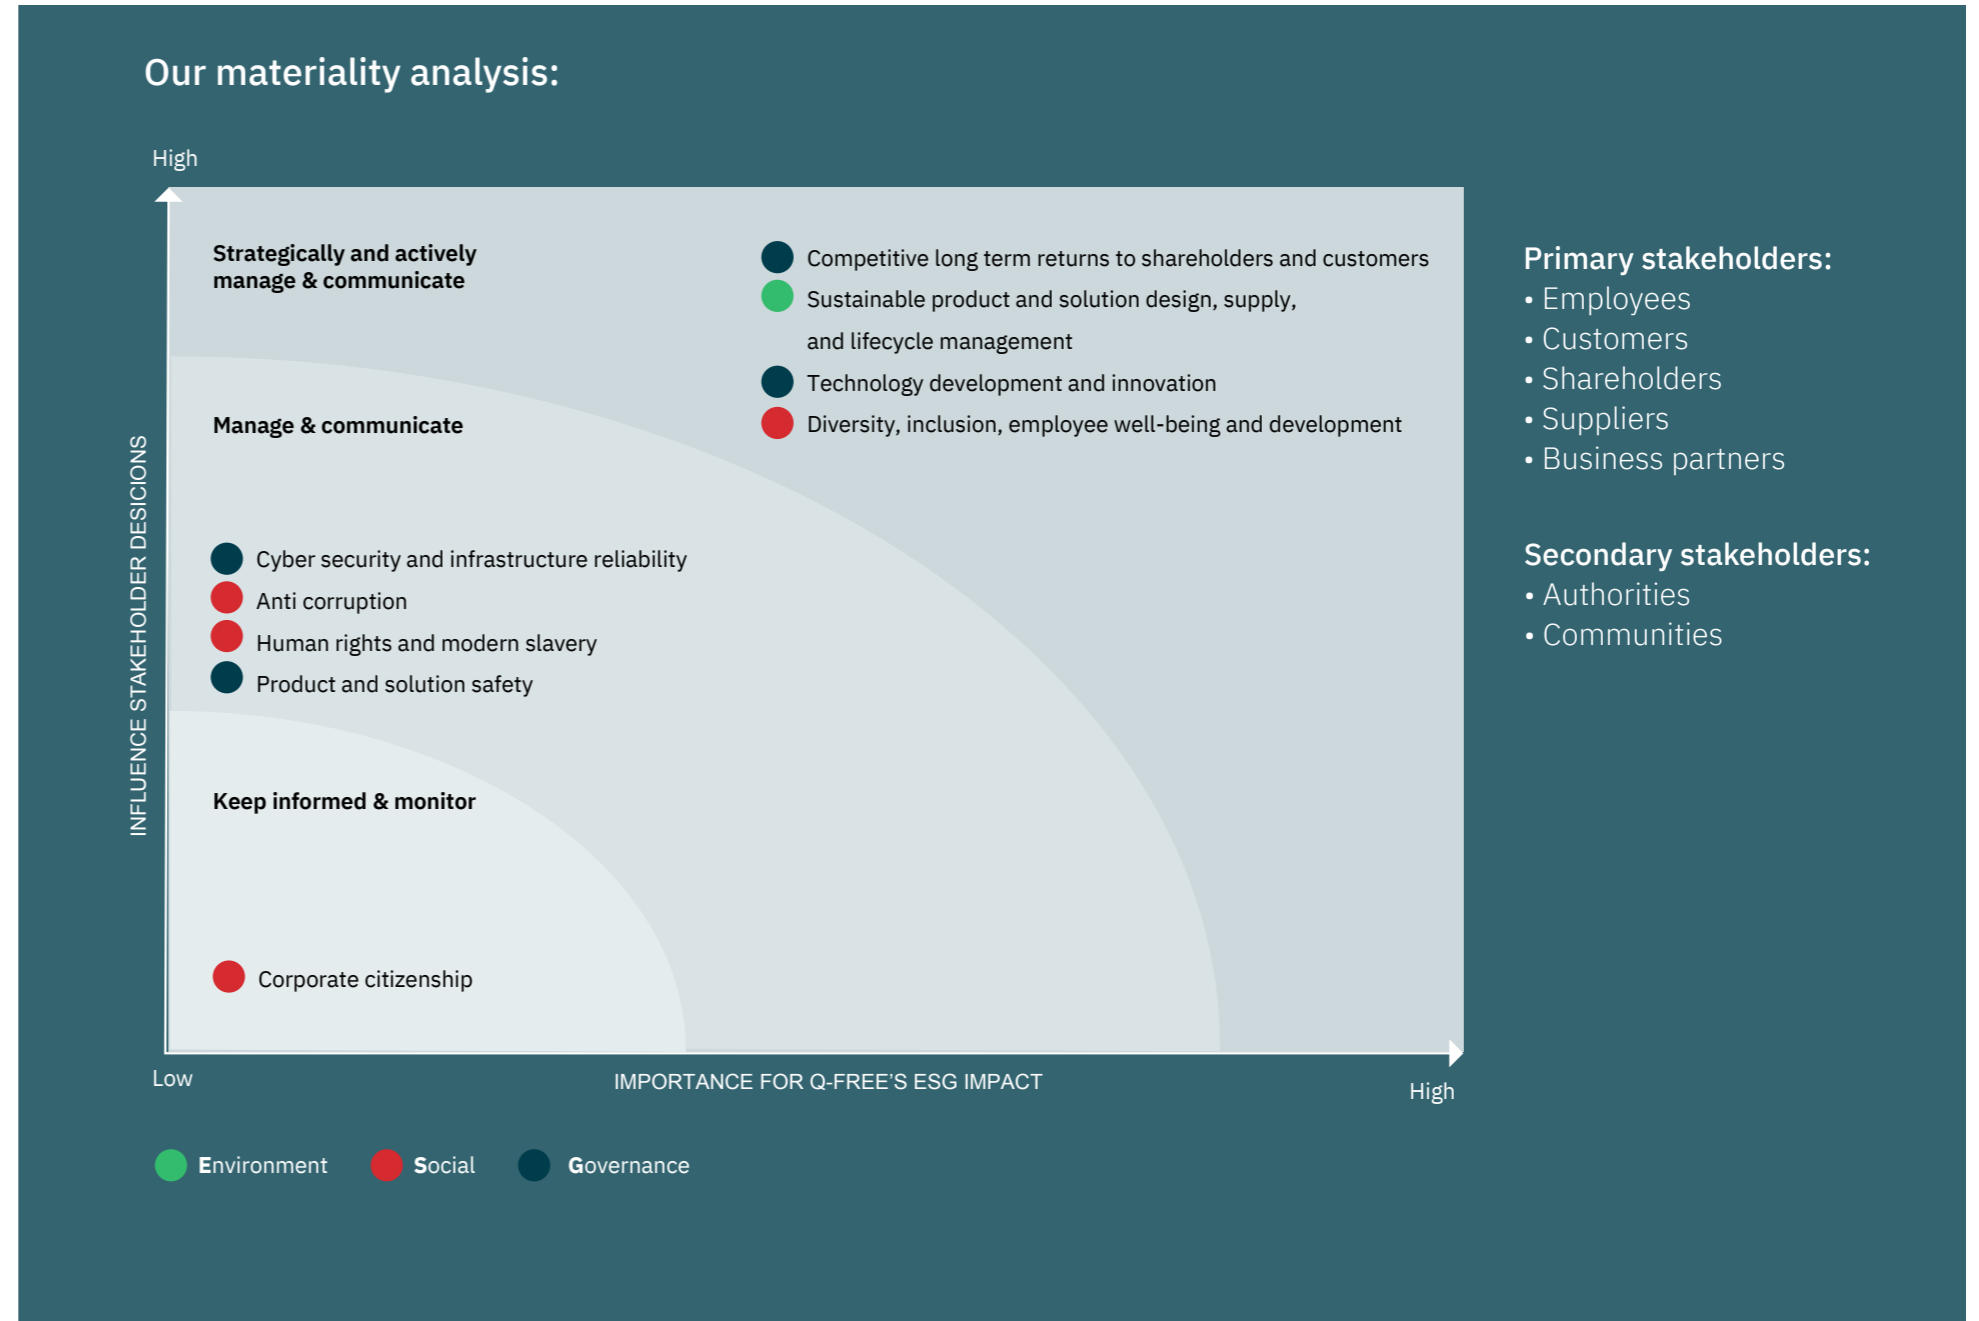 Our materiality analysis:
High
Strategically and actively
manage & communicate
Competitive long term returns to shareholders and customers
Sustainable product and solution design, supply,
and lifecycle management
Technology development and innovation
Diversity, inclusion, employee well-being and development
Manage & communicate
Cyber security and infrastructure reliability
Anti corruption
Human rights and modern slavery
Product and solution safety
Keep informed & monitor
Corporate citizenship
INFLUENCE STAKEHOLDER DESICIONS
Low
IMPORTANCE FOR Q-FREE’S ESG IMPACT
High
Environment
Social
Governance
Primary stakeholders:
• Employees
• Customers
• Shareholders
• Suppliers
• Business partners
Secondary stakeholders:
• Authorities
• Communities